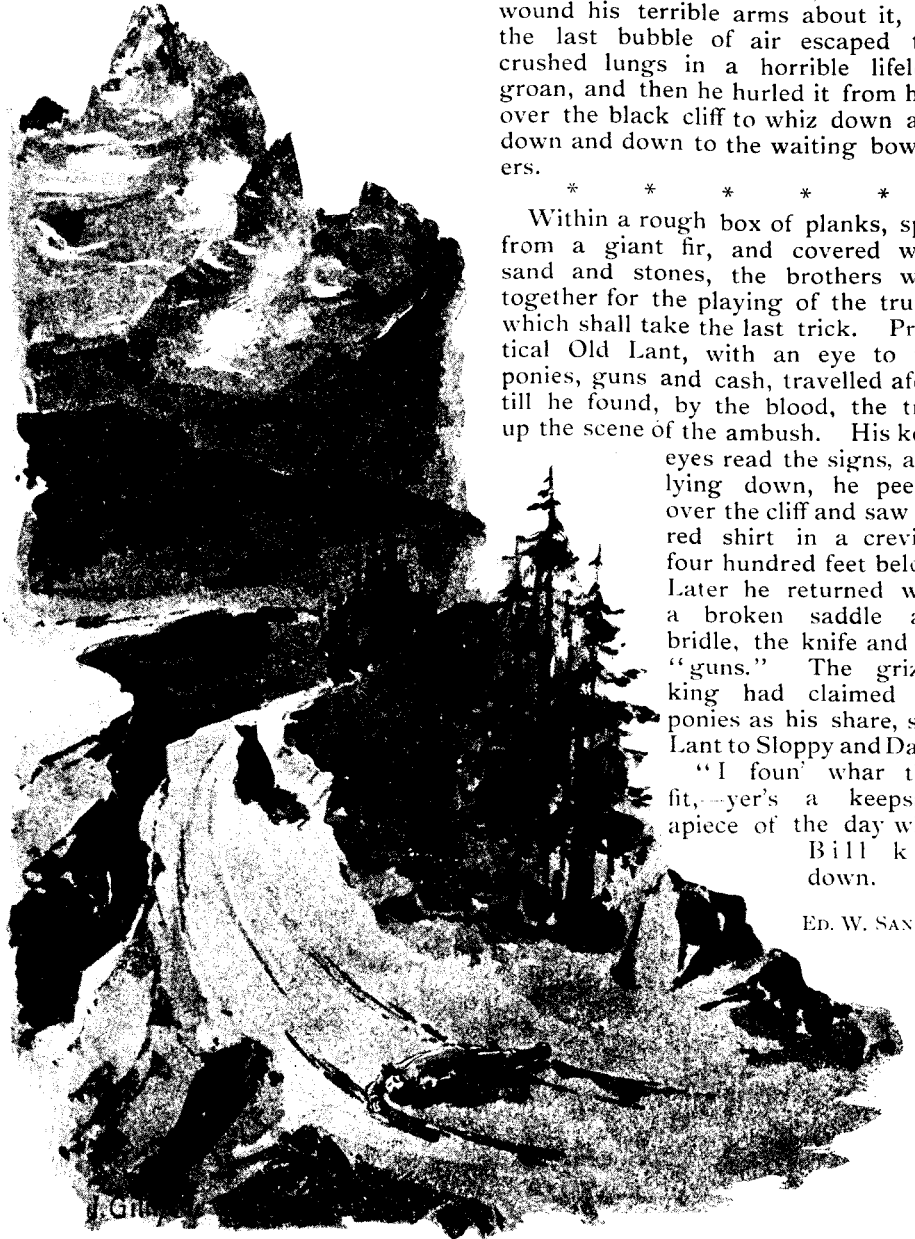 wound his terrible arms about it,
the last bubble of air escaped t
crushed lungs in a horrible lifel
groan, and then he hurled it from h
over the black cliff to whiz down a
down and down to the waiting bow
ers.
* * * * *
Within a rough box of planks, sp
from a giant fir, and covered w
sand and stones, the brothers w
together for the playing of the tru
which shall take the last trick. Pr
tical Old Lant, with an eye to
ponies, guns and cash, travelled afo
till he found, by the blood, the tr
up the scene of the ambush. His ke
eyes read the signs, a
lying down, he pee
over the cliff and saw
red shirt in a crevi
four hundred feet belo
Later he returned w
a broken saddle a
bridle, the knife and
"guns." The griz
king had claimed
ponies as his share, s
Lant to Sloppy and Da
"I foun' whar t
fit,—yer's a keeps
apiece of the day w
Bill k
down.
ED. W. SAN